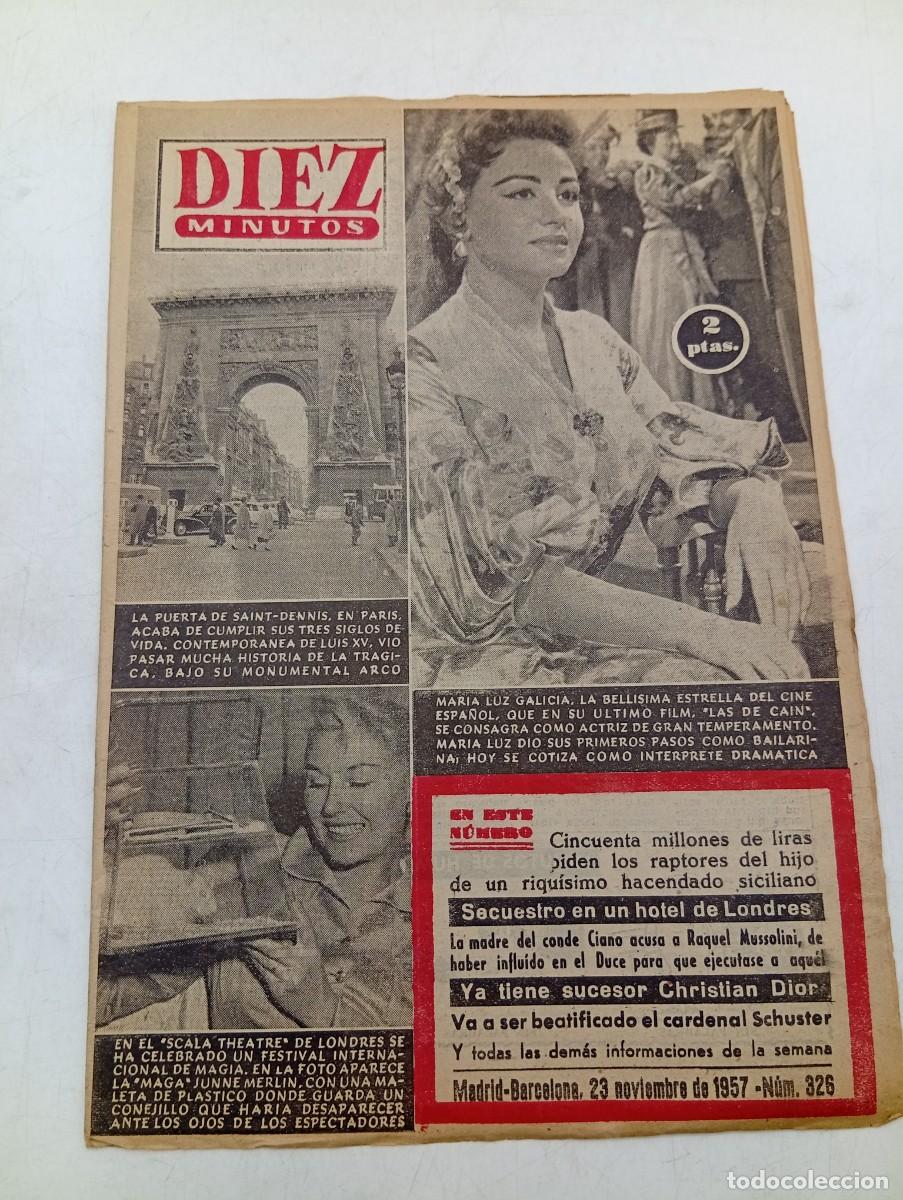 DIEZ
MINUTOS
2
ptas.
LA PUERTA DE SAINT-DENNIS, EN PARIS,
ACABA DE CUMPLIR SUS TRES SIGLOS DE
VIDA. CONTEMPORANEA DE LUIS XV, VIO
PASAR MUCHA HISTORIA DE LA TRAGI-
CA, BAJO SU MONUMENTAL ARCO
MARIA LUZ GALICIA, LA BELLISIMA ESTRELLA DEL CINE
ESPAÑOL, QUE EN SU ULTIMO FILM, "LAS DE CAIN",
SE CONSAGRA COMO ACTRIZ DE GRAN TEMPERAMENTO.
MARIA LUZ DIO SUS PRIMEROS PASOS COMO BAILARI-
NA; HOY SE COTIZA COMO INTERPRETE DRAMATICA
EN EL "SCALA THEATRE" DE LONDRES SE
HA CELEBRADO UN FESTIVAL INTERNA-
CIONAL DE MAGIA. EN LA FOTO APARECE
LA "MAGA" JUNNE MERLIN, CON UNA MA-
LETA DE PLASTICO DONDE GUARDA UN
CONEJILLO QUE HARIA DESAPARECER
ANTE LOS OJOS DE LOS ESPECTADORES
EN ESTE
NÚMERO
Cincuenta millones de liras
piden los raptores del hijo
de un riquísimo hacendado siciliano
Secuestro en un hotel de Londres
La madre del conde Ciano acusa a Raquel Mussolini, de
haber influído en el Duce para que ejecutase a aquél
Ya tiene sucesor Christian Dior
Va a ser beatificado el cardenal Schuster
Y todas las demás informaciones de la semana
Madrid-Barcelona, 23 noviembre de 1957 -Núm. 326
todocoleccion